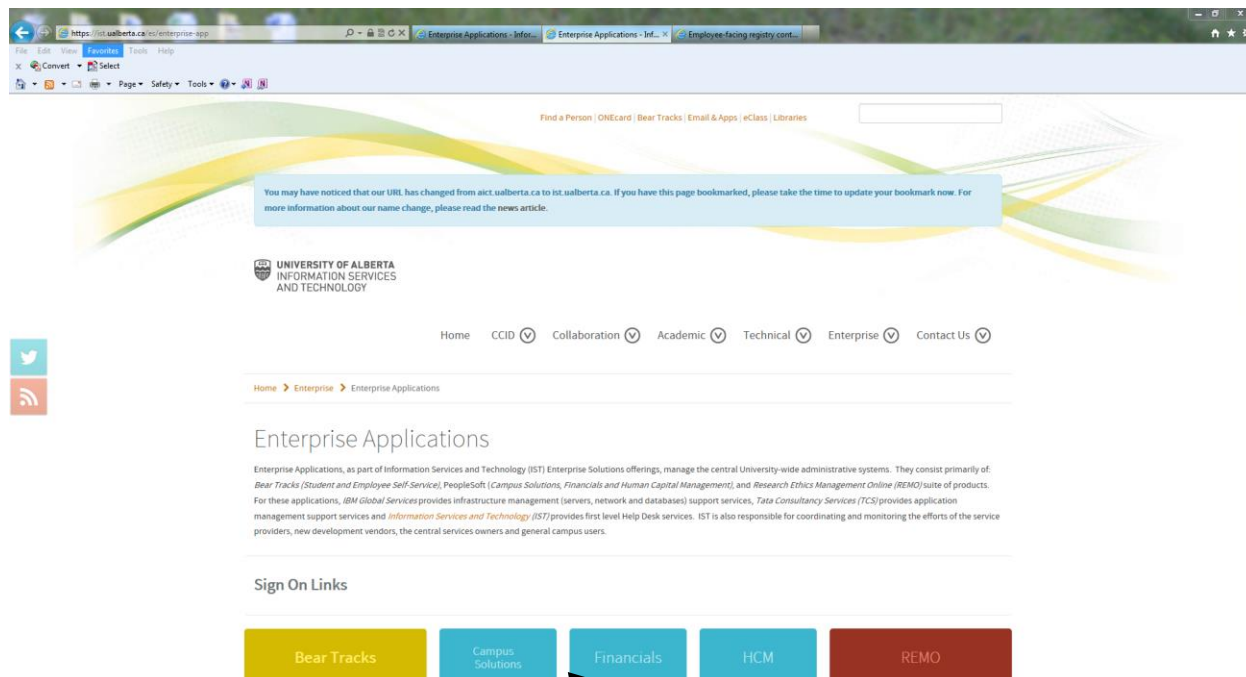 https://ist.ualberta.ca/es/enterprise-app
Enterprise Applications - Infor...
Enterprise Applications - Inf...
Employee-facing registry cont...
File Edit View Favorites Tools Help
Convert Select
Page Safety Tools
Find a Person | ONEcard | Bear Tracks | Email & Apps | eClass | Libraries
You may have noticed that our URL has changed from aict.ualberta.ca to ist.ualberta.ca. If you have this page bookmarked, please take the time to update your bookmark now. For
more information about our name change, please read the news article.
UNIVERSITY OF ALBERTA
INFORMATION SERVICES
AND TECHNOLOGY
Home CCID Collaboration Academic Technical Enterprise Contact Us
Home Enterprise Enterprise Applications
Enterprise Applications
Enterprise Applications, as part of Information Services and Technology (IST) Enterprise Solutions offerings, manage the central University-wide administrative systems. They consist primarily of:
Bear Tracks (Student and Employee Self-Service), PeopleSoft (Campus Solutions, Financials and Human Capital Management), and Research Ethics Management Online (REMO) suite of products.
For these applications, IBM Global Services provides infrastructure management (servers, network and databases) support services, Tata Consultancy Services (TCS) provides application
management support services and Information Services and Technology (IST) provides first level Help Desk services. IST is also responsible for coordinating and monitoring the efforts of the service
providers, new development vendors, the central services owners and general campus users.
Sign On Links
Bear Tracks
Campus
Solutions
Financials
HCM
REMO